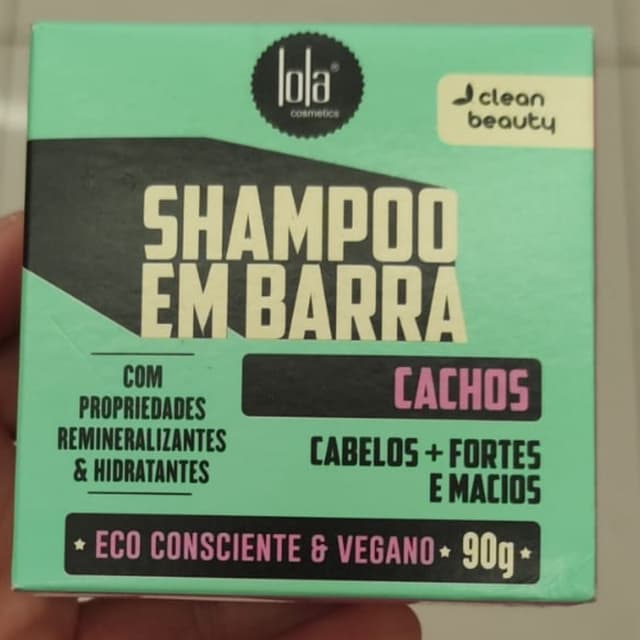 lola®
cosmetics
clean
beauty
SHAMPOO
EM BARRA
COM
PROPRIEDADES
REMINERALIZANTES
& HIDRATANTES
CACHOS
CABELOS + FORTES
E MACIOS
★ ECO CONSCIENTE & VEGANO ★ 90g ★